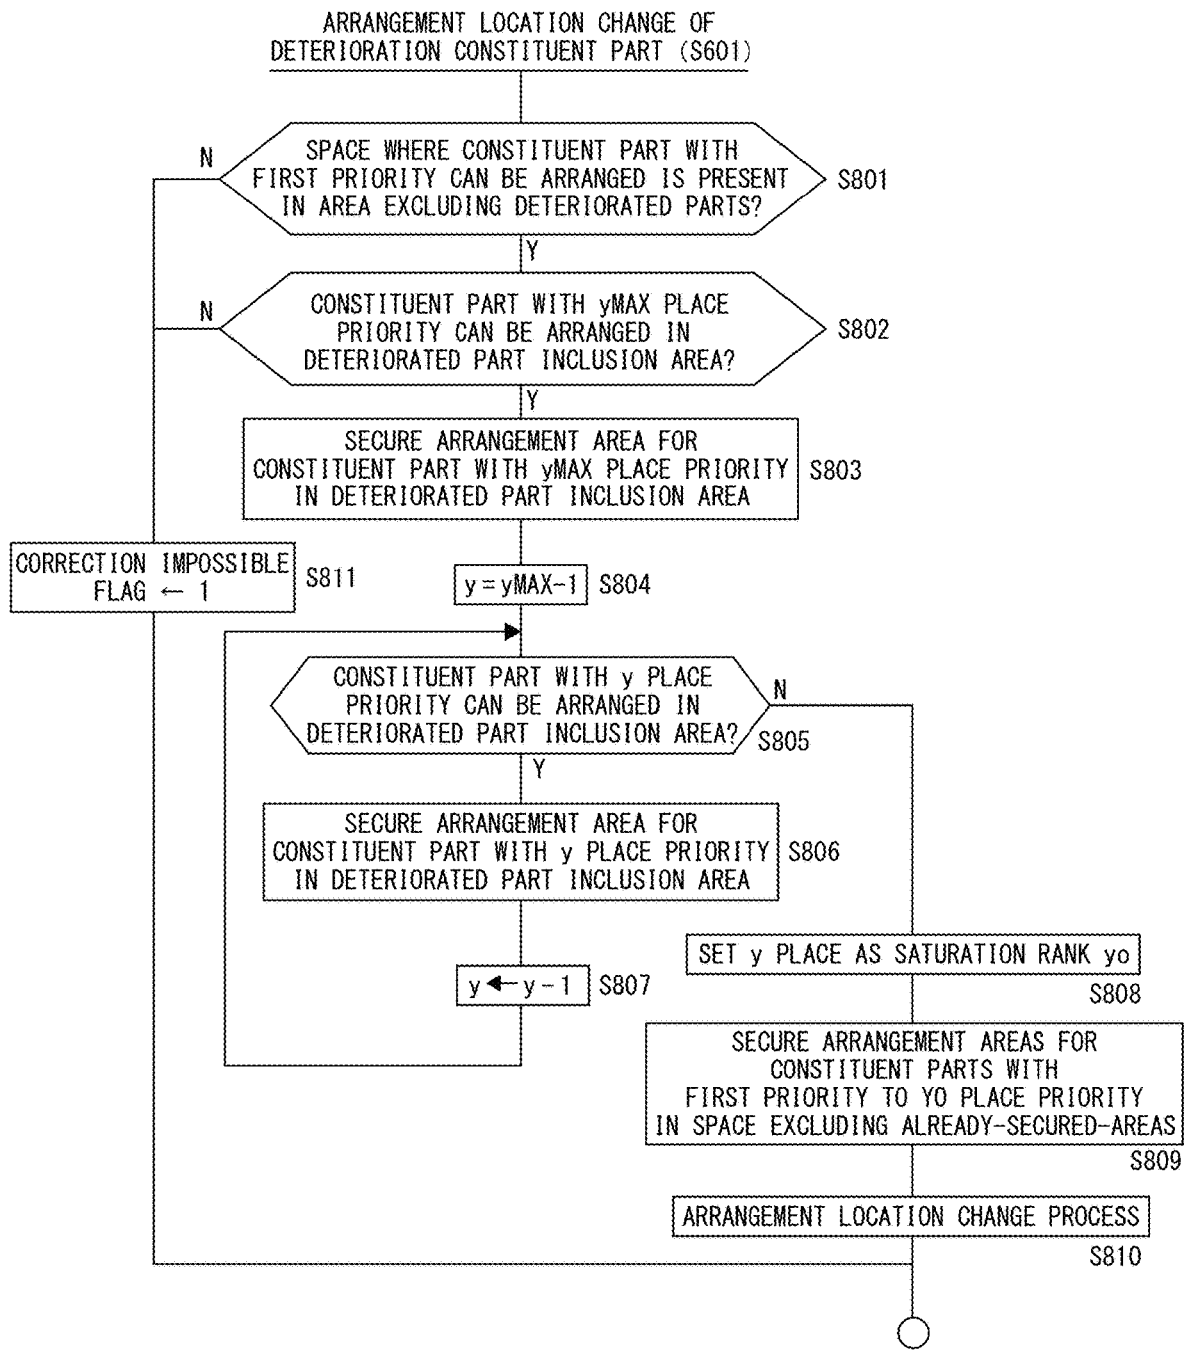 ARRANGEMENT LOCATION CHANGE OF
DETERIORATION CONSTITUENT PART (S601)
N
SPACE WHERE CONSTITUENT PART WITH
FIRST PRIORITY CAN BE ARRANGED IS PRESENT
IN AREA EXCLUDING DETERIORATED PARTS?
S801
Y
N
CONSTITUENT PART WITH yMAX PLACE
PRIORITY CAN BE ARRANGED IN
DETERIORATED PART INCLUSION AREA?
S802
Y
SECURE ARRANGEMENT AREA FOR
CONSTITUENT PART WITH yMAX PLACE PRIORITY
IN DETERIORATED PART INCLUSION AREA
S803
CORRECTION IMPOSSIBLE
FLAG ← 1
S811
y=yMAX-1
S804
CONSTITUENT PART WITH y PLACE
PRIORITY CAN BE ARRANGED IN
DETERIORATED PART INCLUSION AREA?
N
S805
Y
SECURE ARRANGEMENT AREA FOR
CONSTITUENT PART WITH y PLACE PRIORITY
IN DETERIORATED PART INCLUSION AREA
S806
SET y PLACE AS SATURATION RANK yo
S808
y←y-1
S807
SECURE ARRANGEMENT AREAS FOR
CONSTITUENT PARTS WITH
FIRST PRIORITY TO YO PLACE PRIORITY
IN SPACE EXCLUDING ALREADY-SECURED-AREAS
S809
ARRANGEMENT LOCATION CHANGE PROCESS
S810